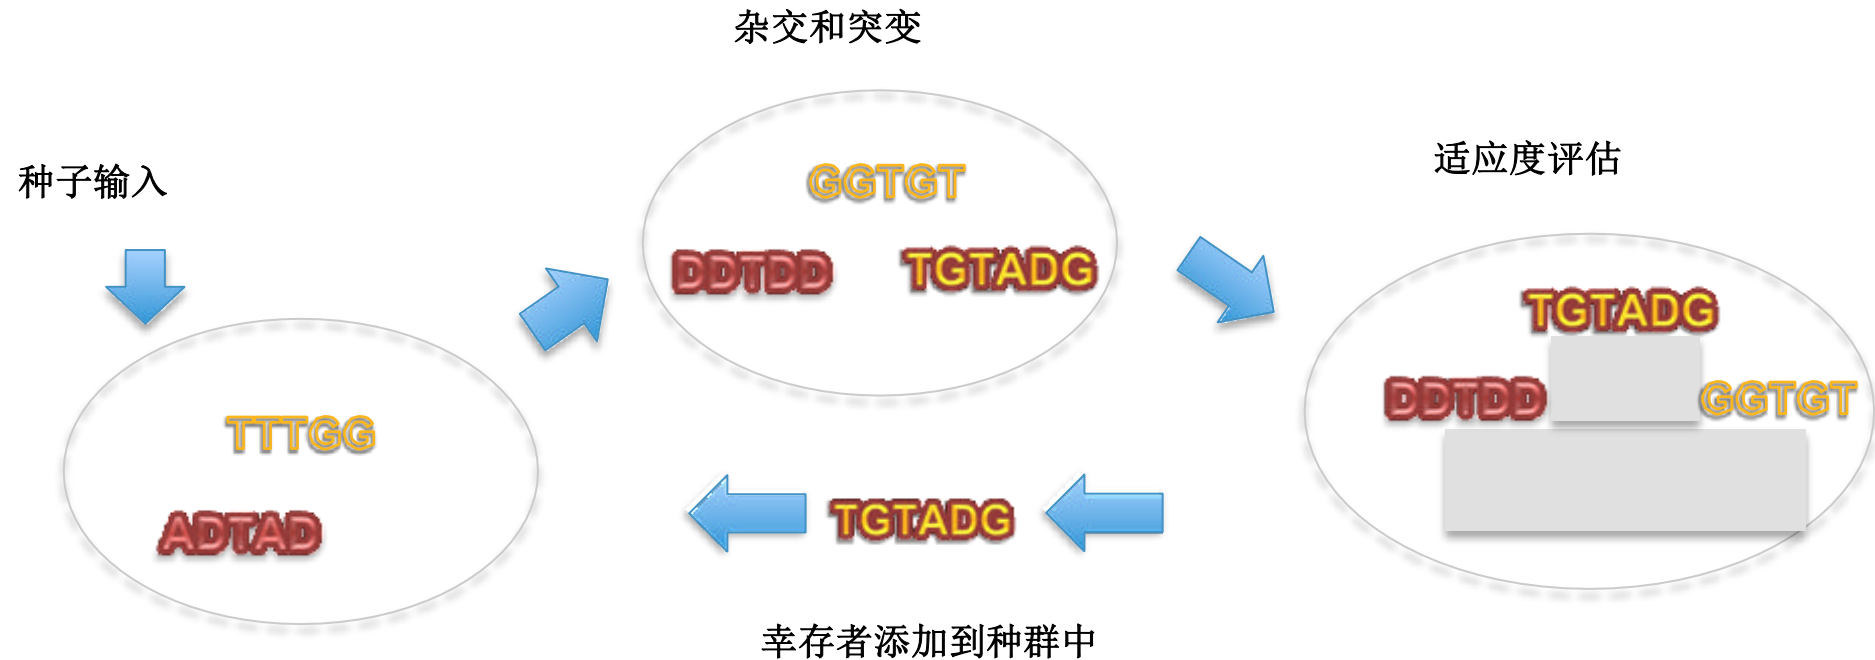 杂交和突变
种子输入
适应度评估
GGTGT
DDTDD TGTADG
TTTGG
ADTAD
TGTADG
DDTDD GGTGT
TGTADG
幸存者添加到种群中